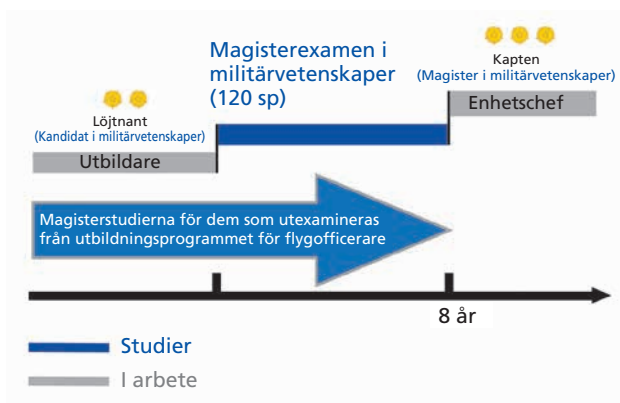 Magisterexamen i
militärvetenskaper
(120 sp)
Kapten
(Magister i militärvetenskaper)
Enhetschef
Löjtnant
(Kandidat i militärvetenskaper)
Utbildare
Magisterstudierna för dem som utexamineras
från utbildningsprogrammet för flygofficerare
8 år
Studier
I arbete